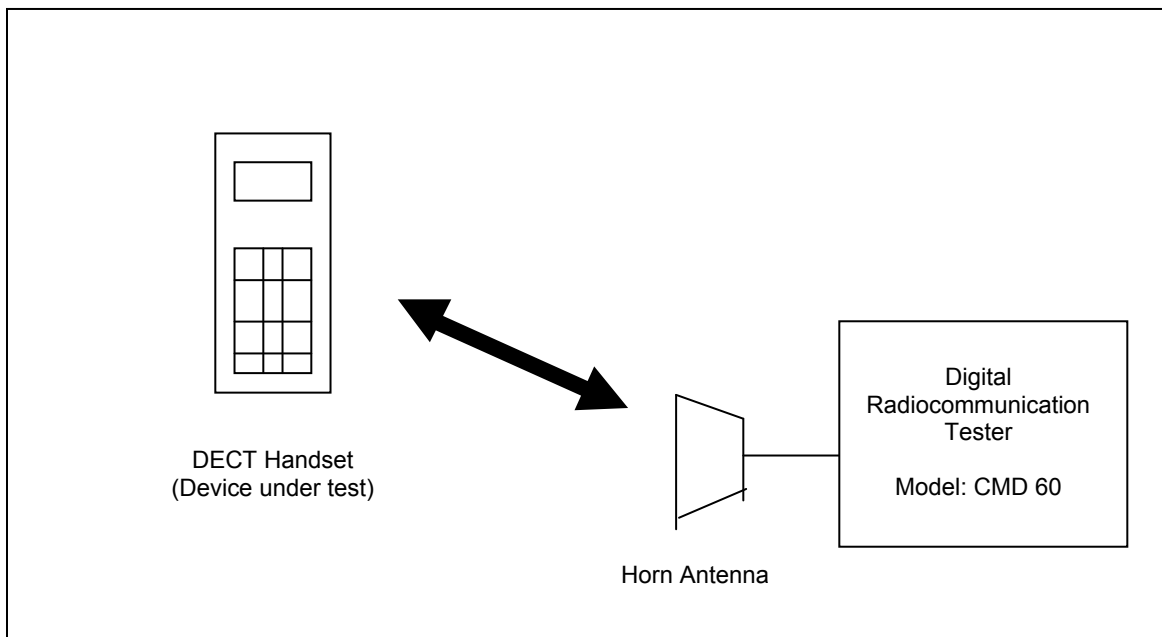 DECT Handset
(Device under test)
Horn Antenna
Digital
Radiocommunication
Tester
Model: CMD 60